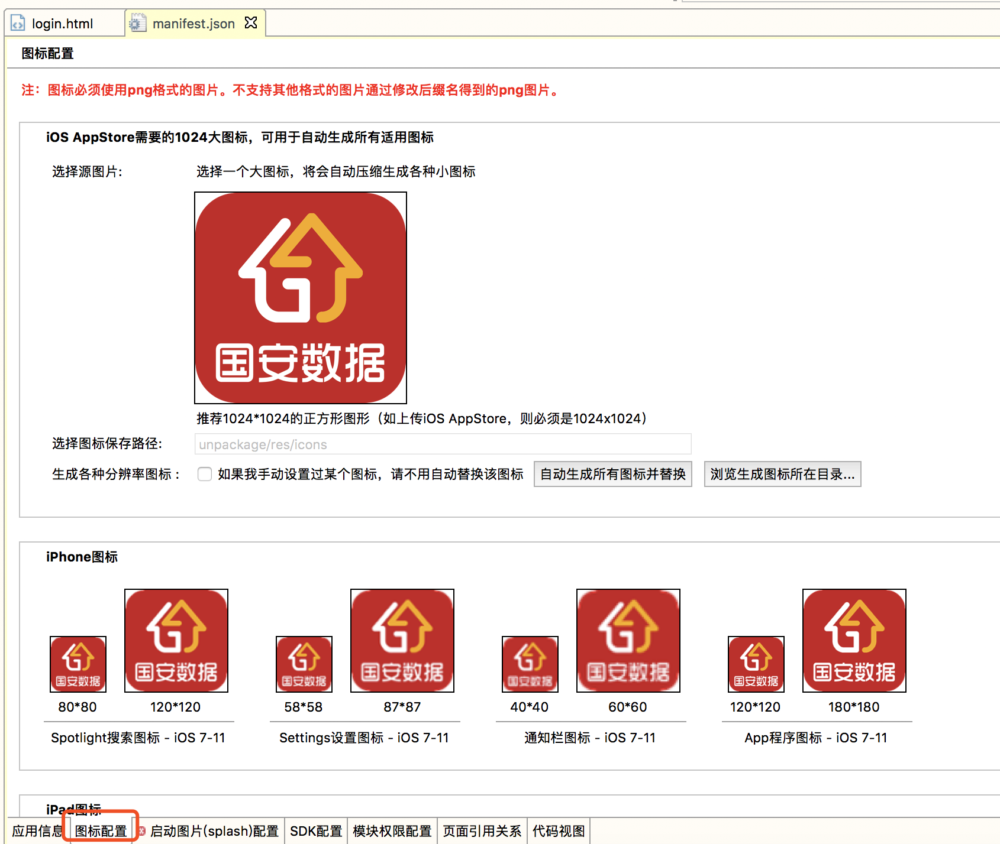 login.html manifest.json
图标配置
注：图标必须使用png格式的图片。不支持其他格式的图片通过修改后缀名得到的png图片。
iOS AppStore需要的1024大图标，可用于自动生成所有适用图标
选择源图片: 选择一个大图标，将会自动压缩生成各种小图标
国安数据
推荐1024*1024的正方形图形（如上传iOS AppStore，则必须是1024x1024）
选择图标保存路径: unpackage/res/icons
生成各种分辨率图标： 如果我手动设置过某个图标，请不用自动替换该图标 自动生成所有图标并替换 浏览生成图标所在目录...
iPhone图标
国安数据 国安数据 国安数据 国安数据 国安数据 国安数据 国安数据 国安数据
80*80 120*120 58*58 87*87 40*40 60*60 120*120 180*180
Spotlight搜索图标 - iOS 7-11 Settings设置图标 - iOS 7-11 通知栏图标 - iOS 7-11 App程序图标 - iOS 7-11
iPad图标
应用信息 图标配置 启动图片(splash)配置 SDK配置 模块权限配置 页面引用关系 代码视图